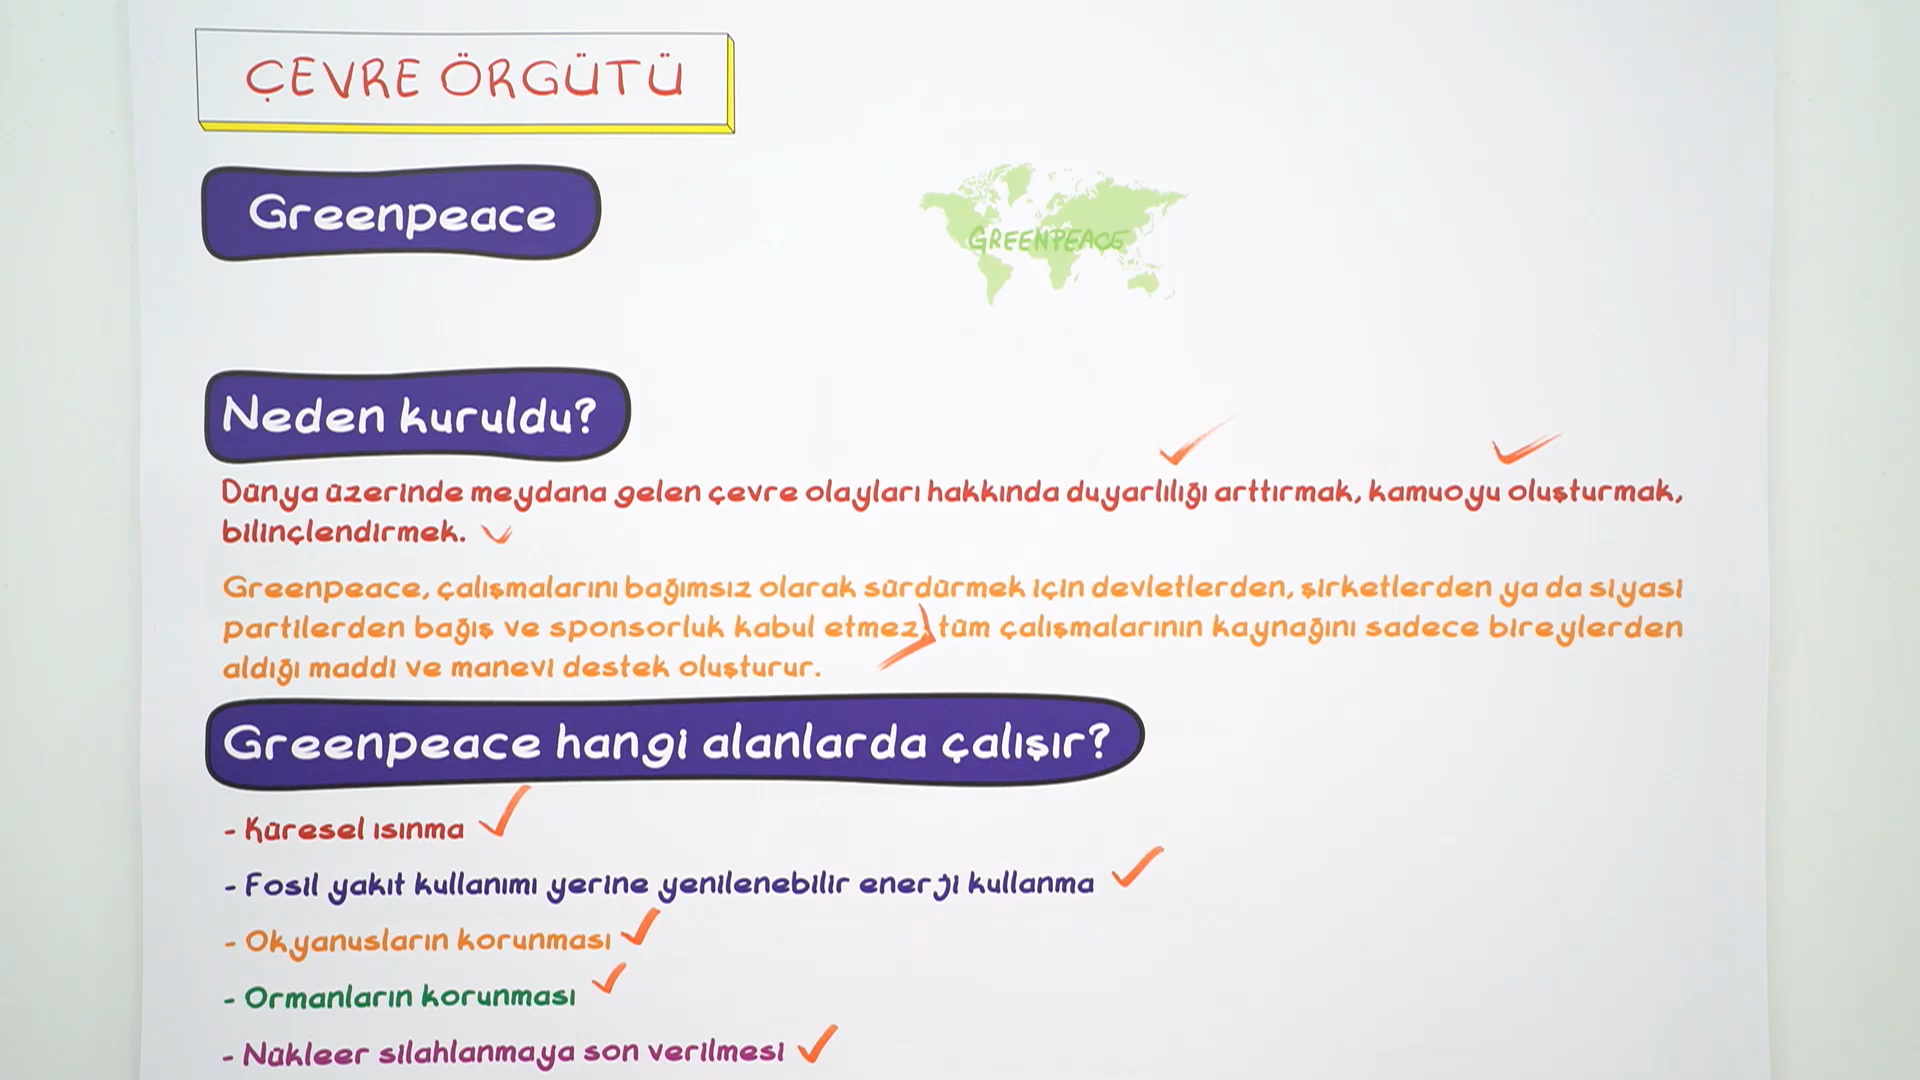 ÇEVRE ÖRGÜTÜ
Greenpeace
GREENPEACE
Neden kuruldu?
Dünya üzerinde meydana gelen çevre olayları hakkında duyarlılığı arttırmak, kamuoyu oluşturmak,
bilinçlendirmek.
Greenpeace, çalışmalarını bağımsız olarak sürdürmek için devletlerden, şirketlerden ya da siyasi
partilerden bağış ve sponsorluk kabul etmez, tüm çalışmalarının kaynağını sadece bireylerden
aldığı maddi ve manevi destek oluşturur.
Greenpeace hangi alanlarda çalışır?
- Küresel ısınma
- Fosil yakıt kullanımı yerine yenilenebilir enerji kullanma
- Okyanusların korunması
- Ormanların korunması
- Nükleer silahlanmaya son verilmesi